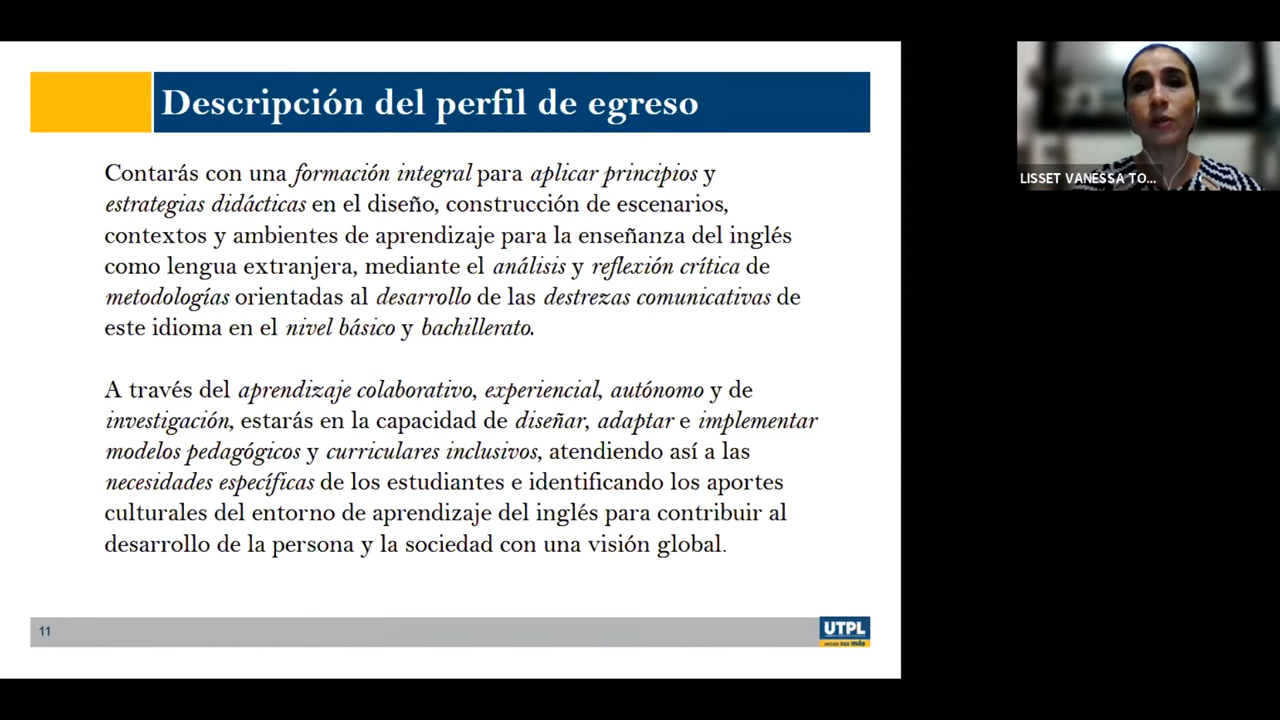 Descripción del perfil de egreso
Contarás con una formación integral para aplicar principios y
estrategias didácticas en el diseño, construcción de escenarios,
contextos y ambientes de aprendizaje para la enseñanza del inglés
como lengua extranjera, mediante el análisis y reflexión crítica de
metodologías orientadas al desarrollo de las destrezas comunicativas de
este idioma en el nivel básico y bachillerato.
A través del aprendizaje colaborativo, experiencial, autónomo y de
investigación, estarás en la capacidad de diseñar, adaptar e implementar
modelos pedagógicos y curriculares inclusivos, atendiendo así a las
necesidades específicas de los estudiantes e identificando los aportes
culturales del entorno de aprendizaje del inglés para contribuir al
desarrollo de la persona y la sociedad con una visión global.
11
UTPL
LISSET VANESSA TO...